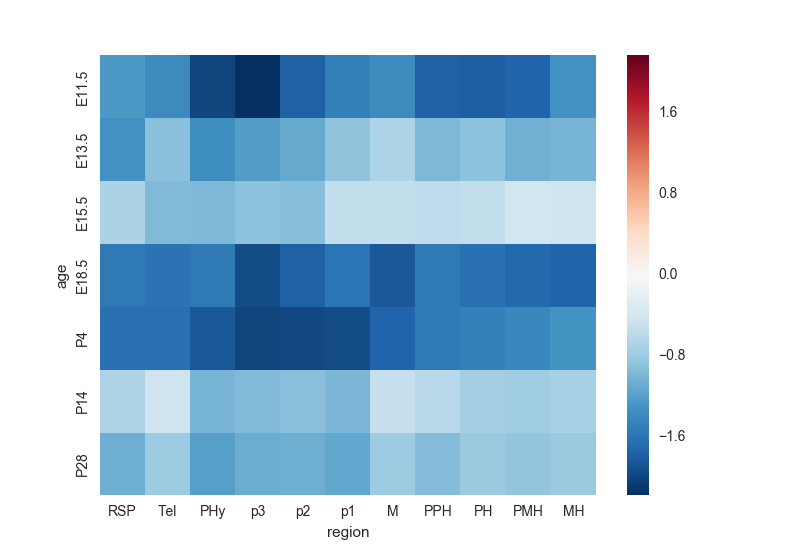 E11.5
E13.5
E15.5
E18.5
P4
P14
P28
age
RSP Tel PHy p3 p2 p1 M PPH PH PMH MH
region
1.6
0.8
0.0
−0.8
−1.6